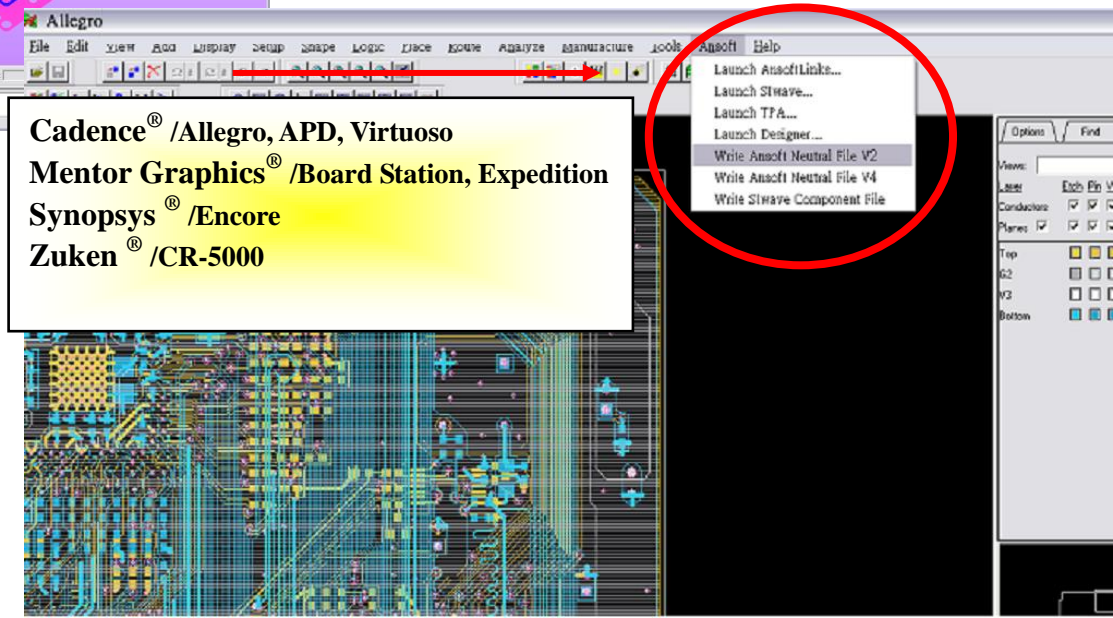 Allegro
File Edit View Add Display Setup Shape Logic Place Route Analyze Manufacture Tools Ansoft Help
Launch AnsoftLinks...
Launch SIwave...
Launch TPA...
Launch Designer...
Write Ansoft Neutral File V2
Write Ansoft Neutral File V4
Write SIwave Component File
Cadence® /Allegro, APD, Virtuoso
Mentor Graphics® /Board Station, Expedition
Synopsys ® /Encore
Zuken ® /CR-5000
Options Find
Views:
Layer Etch Pin V
Conductors
Planes
Top
G2
V3
Bottom